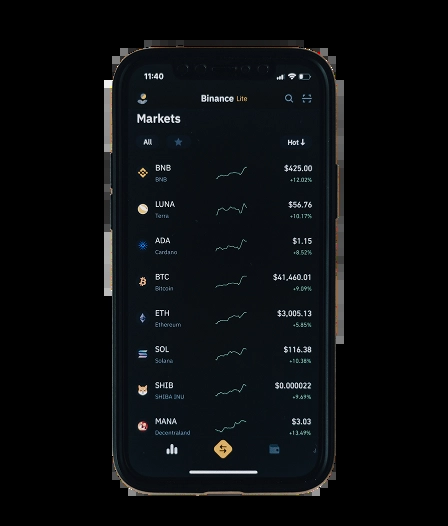 11:40
Binance Lite
Markets
All Hot ↓
BNB $425.00
BNB +12.02%
LUNA $56.76
Terra +10.17%
ADA $1.15
Cardano +8.52%
BTC $41,460.01
Bitcoin +9.09%
ETH $3,005.13
Ethereum +5.85%
SOL $116.38
Solana +10.38%
SHIB $0.000022
SHIBA INU +9.69%
MANA $3.03
Decentraland +13.49%